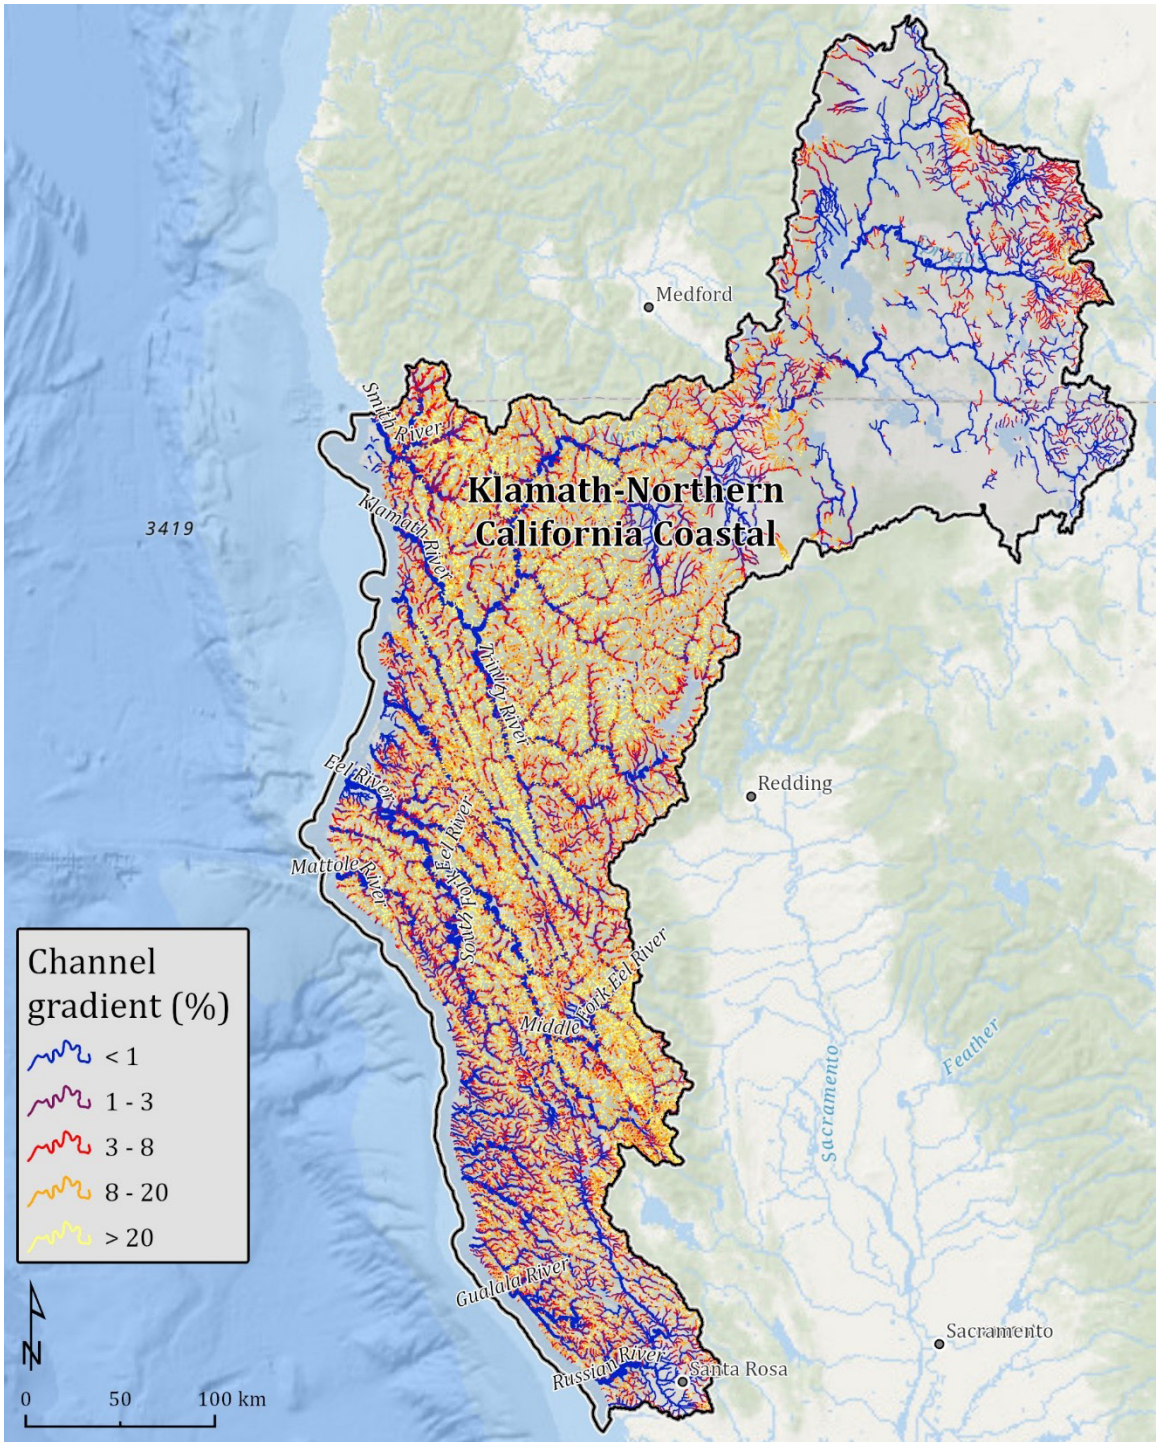 Medford
Smith River
Klamath-Northern
California Coastal
Klamath River
3419
Trinity River
Eel River
Redding
South Fork Eel River
Mattole River
Middle Fork Eel River
Channel
gradient (%)
< 1
1 - 3
3 - 8
8 - 20
> 20
Sacramento
Feather
Gualala River
Russian River
Santa Rosa
Sacramento
N
0 50 100 km